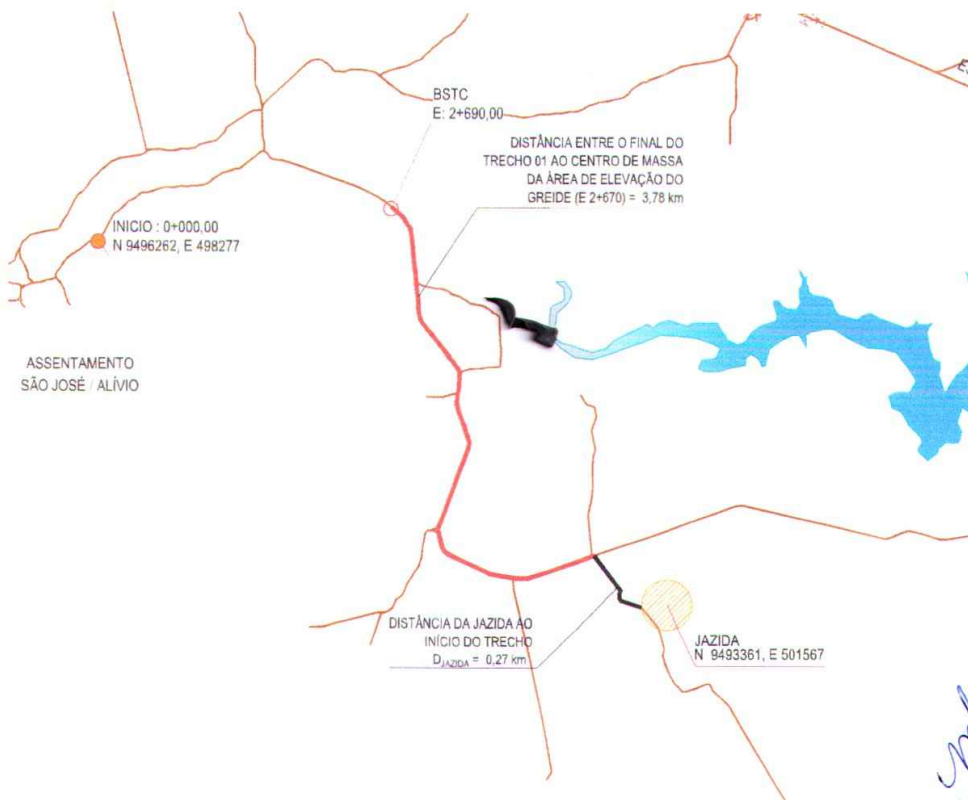 BSTC
E: 2+690,00
DISTÂNCIA ENTRE O FINAL DO
TRECHO 01 AO CENTRO DE MASSA
DA ÁREA DE ELEVAÇÃO DO
GREIDE (E 2+670) = 3,78 km
INICIO : 0+000,00
N 9496262, E 498277
ASSENTAMENTO
SÃO JOSÉ / ALÍVIO
DISTÂNCIA DA JAZIDA AO
INÍCIO DO TRECHO
DJAZIDA = 0,27 km
JAZIDA
N 9493361, E 501567